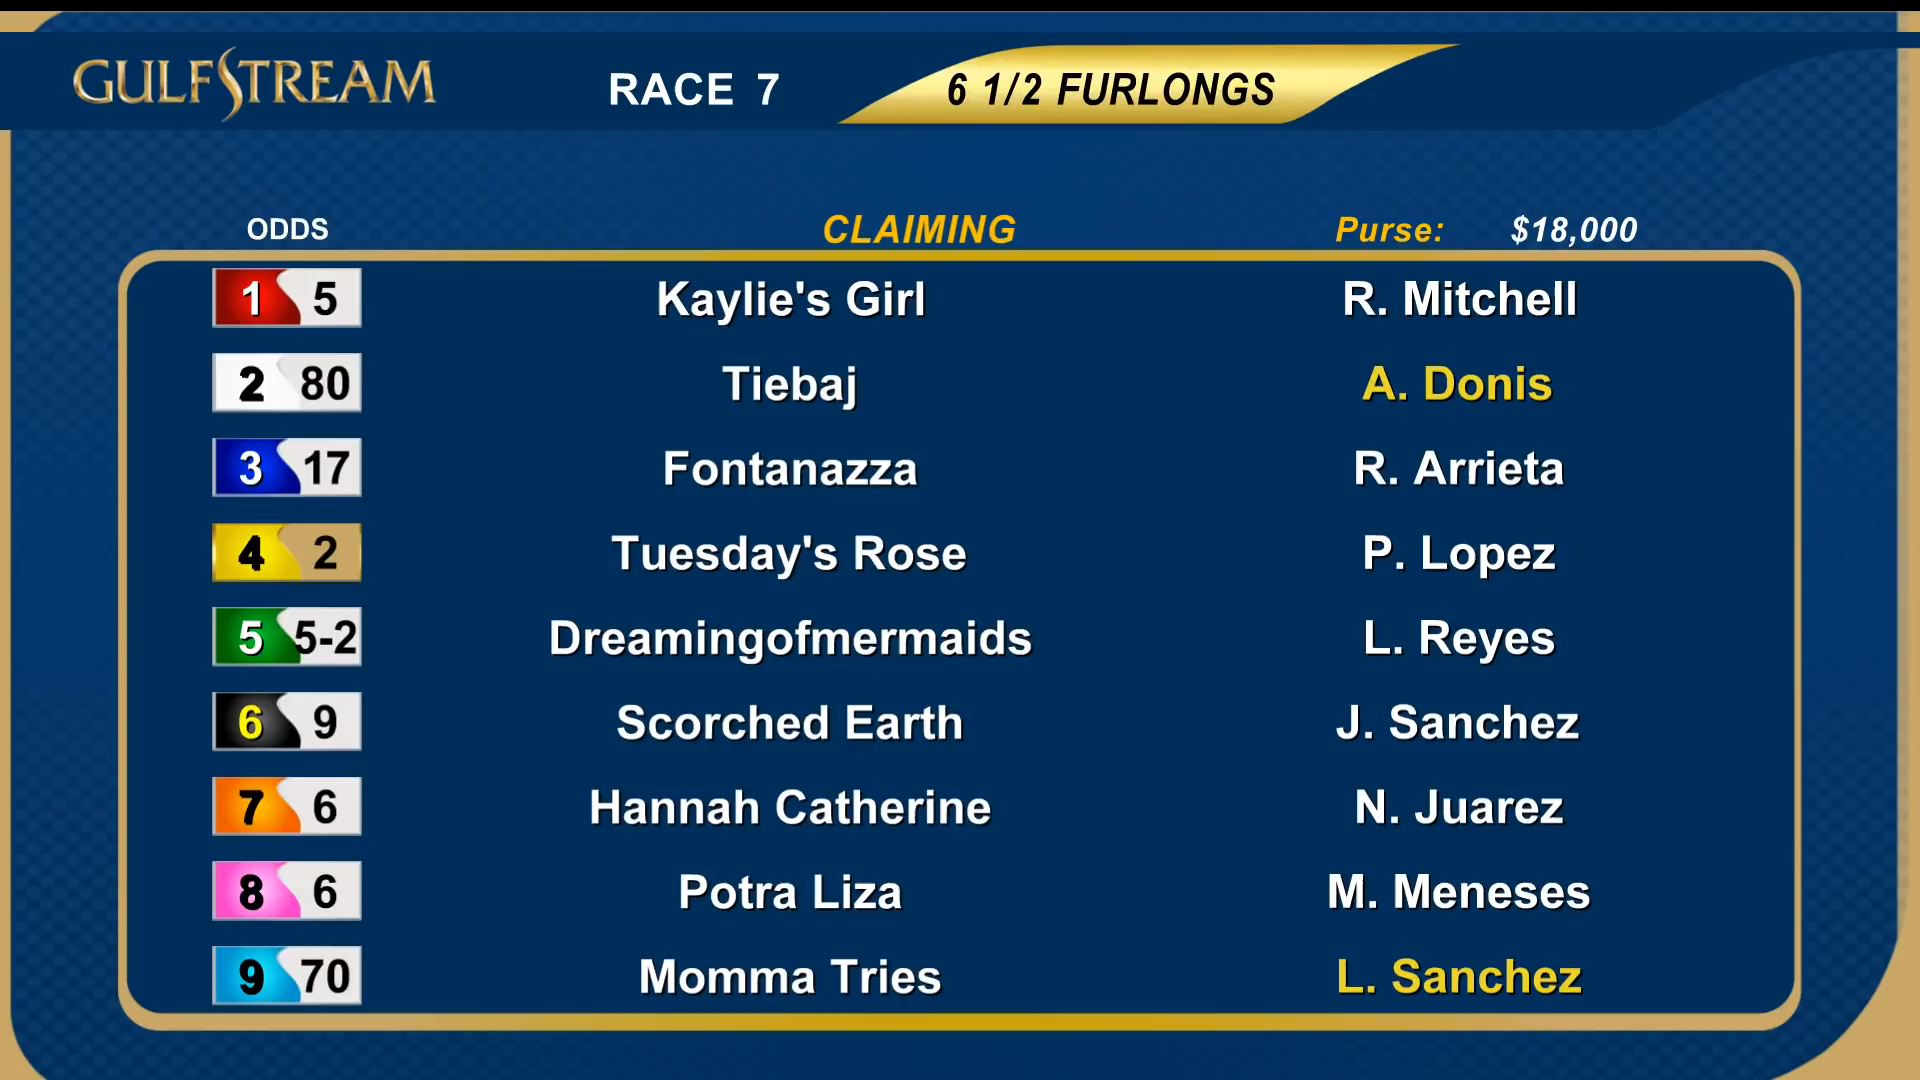 GULFSTREAM RACE 7 6 1/2 FURLONGS
ODDS CLAIMING Purse: $18,000
1 5 Kaylie's Girl R. Mitchell
2 80 Tiebaj A. Donis
3 17 Fontanazza R. Arrieta
4 2 Tuesday's Rose P. Lopez
5 5-2 Dreamingofmermaids L. Reyes
6 9 Scorched Earth J. Sanchez
7 6 Hannah Catherine N. Juarez
8 6 Potra Liza M. Meneses
9 70 Momma Tries L. Sanchez